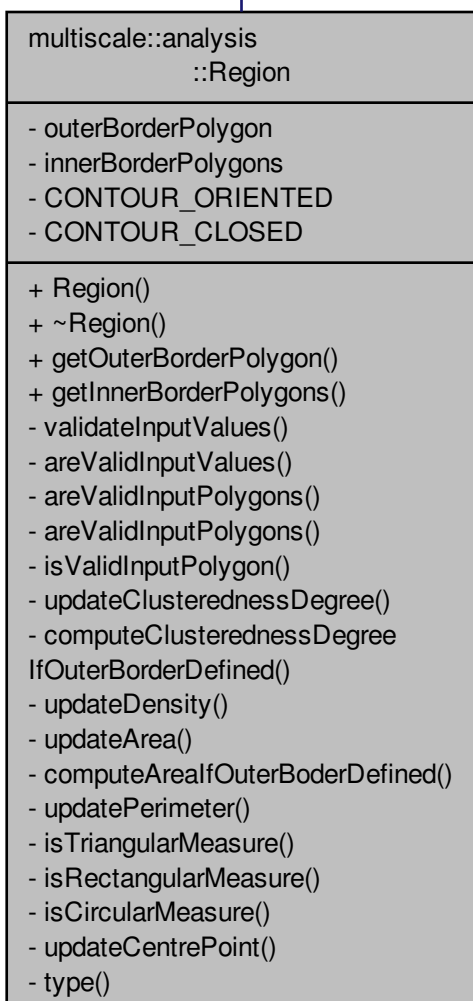 multiscale::analysis
::Region
- outerBorderPolygon
- innerBorderPolygons
- CONTOUR_ORIENTED
- CONTOUR_CLOSED
+ Region()
+ ~Region()
+ getOuterBorderPolygon()
+ getInnerBorderPolygons()
- validateInputValues()
- areValidInputValues()
- areValidInputPolygons()
- areValidInputPolygons()
- isValidInputPolygon()
- updateClusterednessDegree()
- computeClusterednessDegree
IfOuterBorderDefined()
- updateDensity()
- updateArea()
- computeAreaIfOuterBoderDefined()
- updatePerimeter()
- isTriangularMeasure()
- isRectangularMeasure()
- isCircularMeasure()
- updateCentrePoint()
- type()